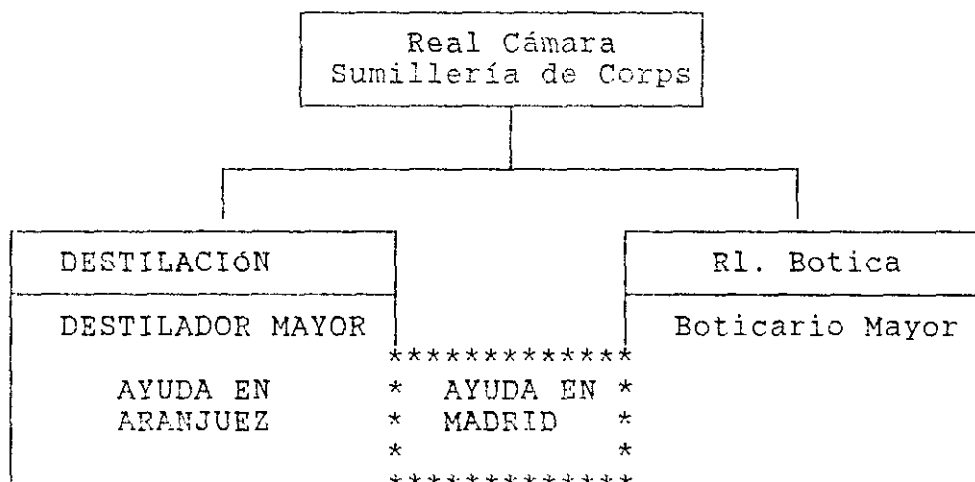 Real Cámara
Sumillería de Corps
DESTILACIÓN
Rl. Botica
DESTILADOR MAYOR
Boticario Mayor
*************
AYUDA EN
ARANJUEZ
* AYUDA EN *
* MADRID *
* *
*************